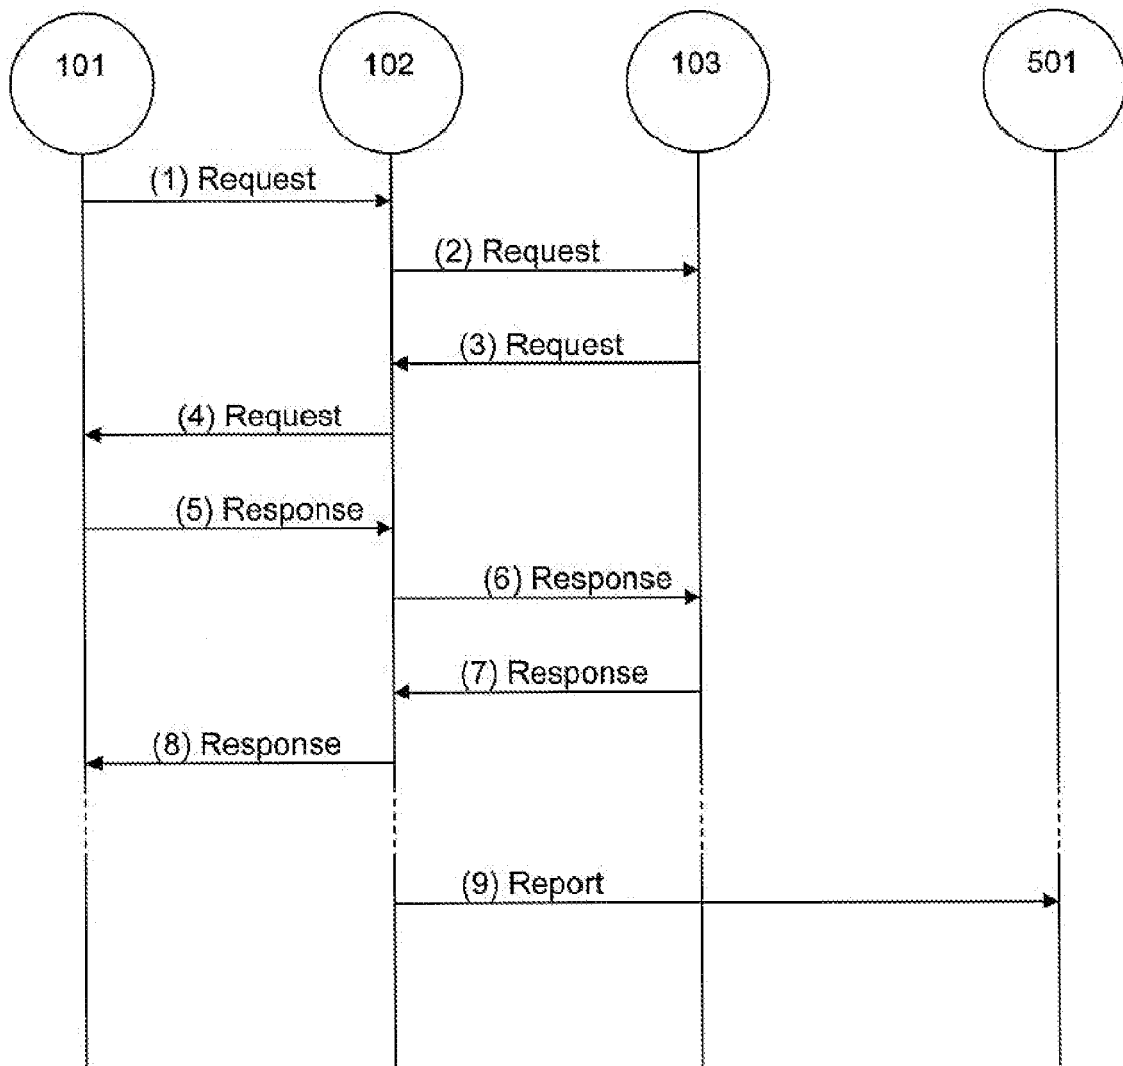 101 102 103 501
(1) Request
(2) Request
(3) Request
(4) Request
(5) Response
(6) Response
(7) Response
(8) Response
(9) Report